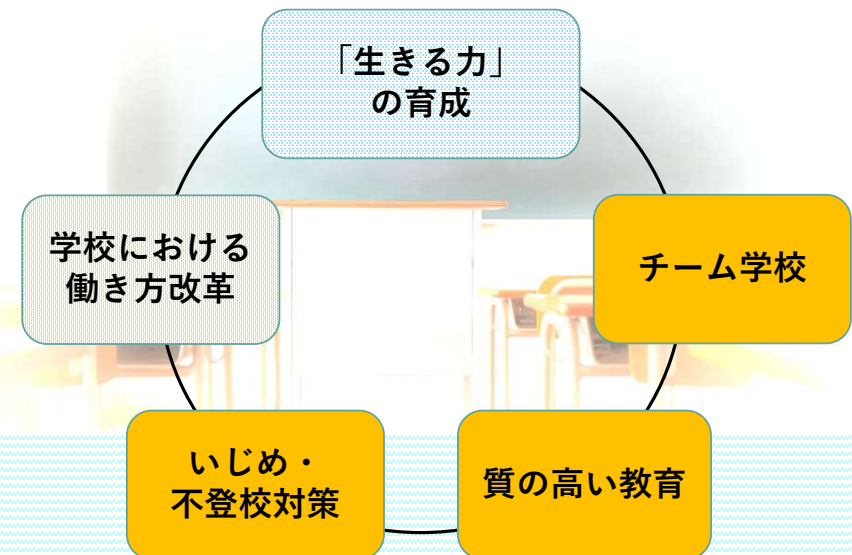 「生きる力」
の育成
チーム学校
質の高い教育
いじめ・
不登校対策
学校における
働き方改革